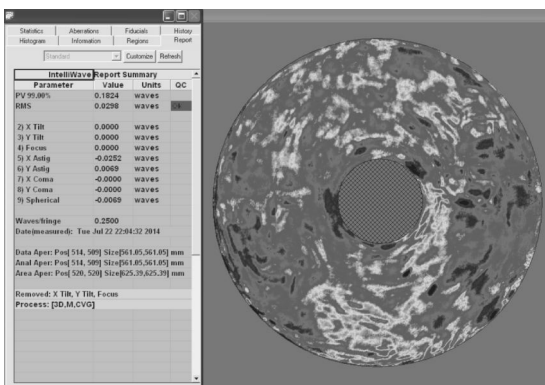 Statistics Aberrations Fiducials History
Histogram Information Regions Report
Standard Customize Refresh
IntelliWave Report Summary
Parameter Value Units QC
PV 99.00% 0.1824 waves
RMS 0.0298 waves
2) X Tilt 0.0000 waves
3) Y Tilt 0.0000 waves
4) Focus 0.0000 waves
5) X Astig -0.0252 waves
6) Y Astig 0.0069 waves
7) X Coma -0.0000 waves
8) Y Coma -0.0000 waves
9) Spherical -0.0069 waves
Waves/fringe 0.2500
Date(measured): Tue Jul 22 22:04:32 2014
Data Aper: Pos[ 514, 509] Size[561.05,561.05] mm
Anal Aper: Pos[ 514, 509] Size[561.05,561.05] mm
Area Aper: Pos[ 520, 520] Size[625.39,625.39] mm
Removed: X Tilt, Y Tilt, Focus
Process: [3D,M,CVG]